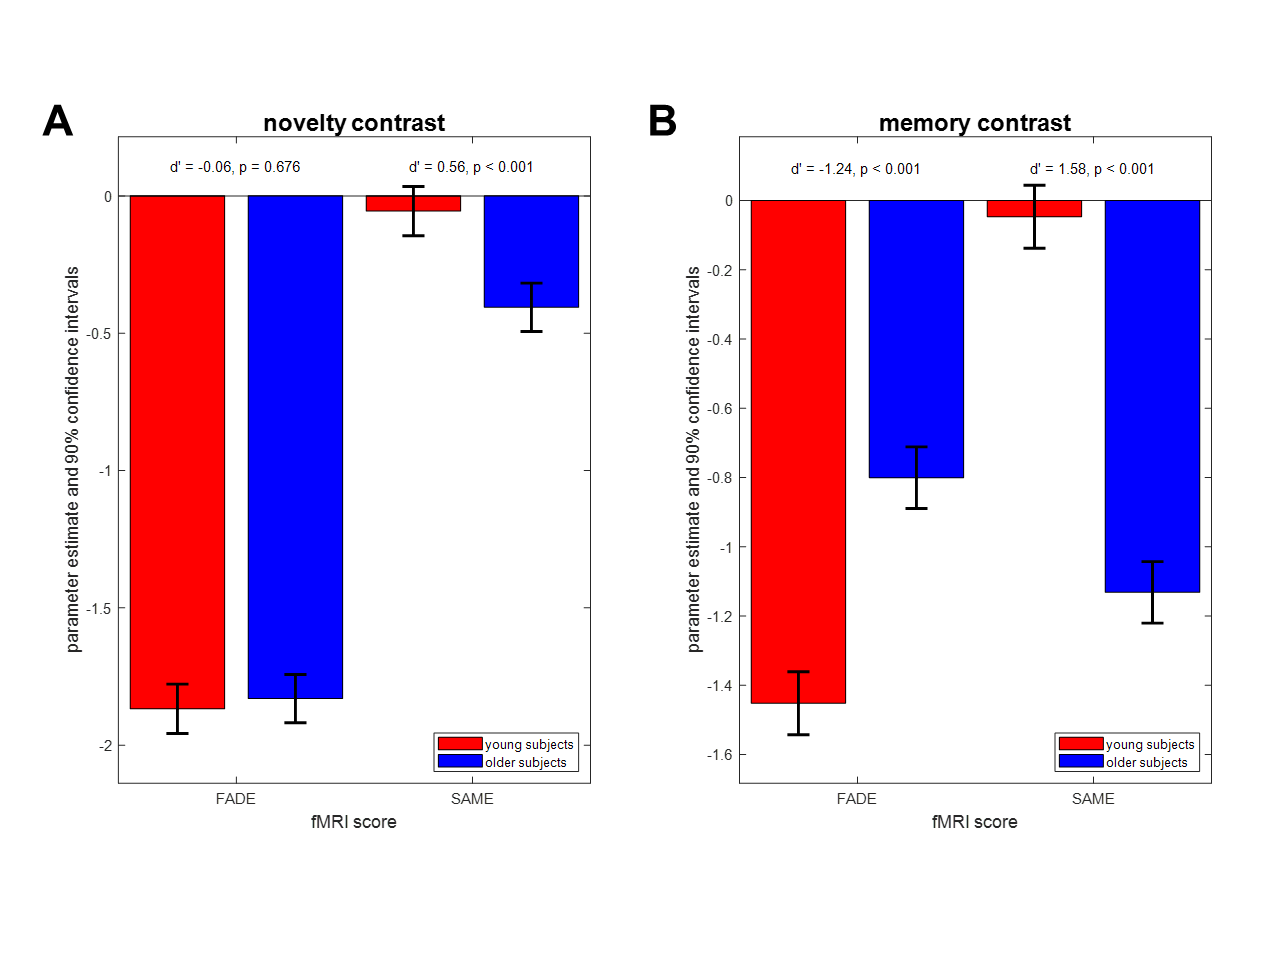 A
novelty contrast
d' = -0.06, p = 0.676
d' = 0.56, p < 0.001
0
-0.5
-1
-1.5
-2
parameter estimate and 90% confidence intervals
young subjects
older subjects
FADE
SAME
fMRI score
B
memory contrast
d' = -1.24, p < 0.001
d' = 1.58, p < 0.001
0
-0.2
-0.4
-0.6
-0.8
-1
-1.2
-1.4
-1.6
parameter estimate and 90% confidence intervals
young subjects
older subjects
FADE
SAME
fMRI score